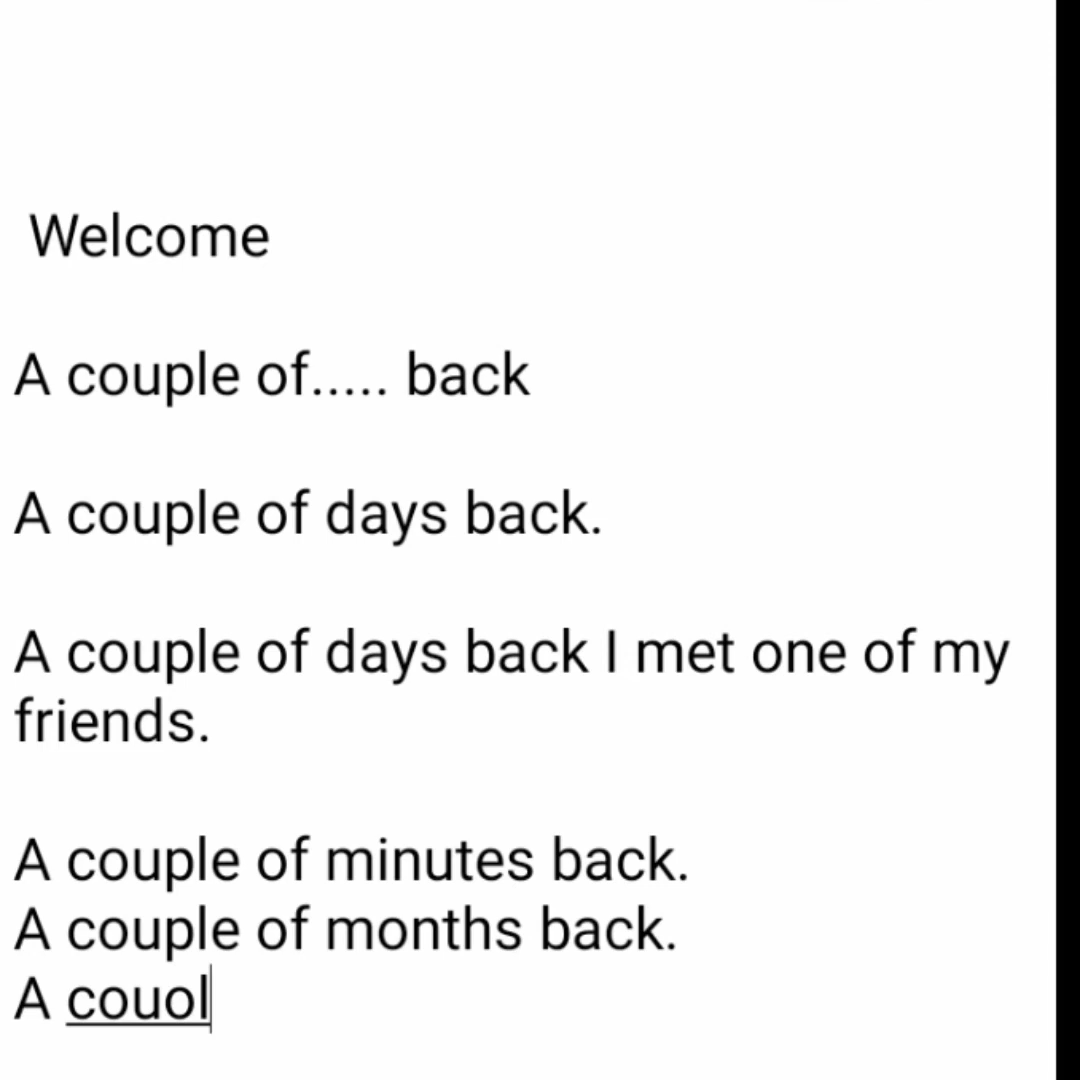 Welcome
A couple of..... back
A couple of days back.
A couple of days back I met one of my
friends.
A couple of minutes back.
A couple of months back.
A couol